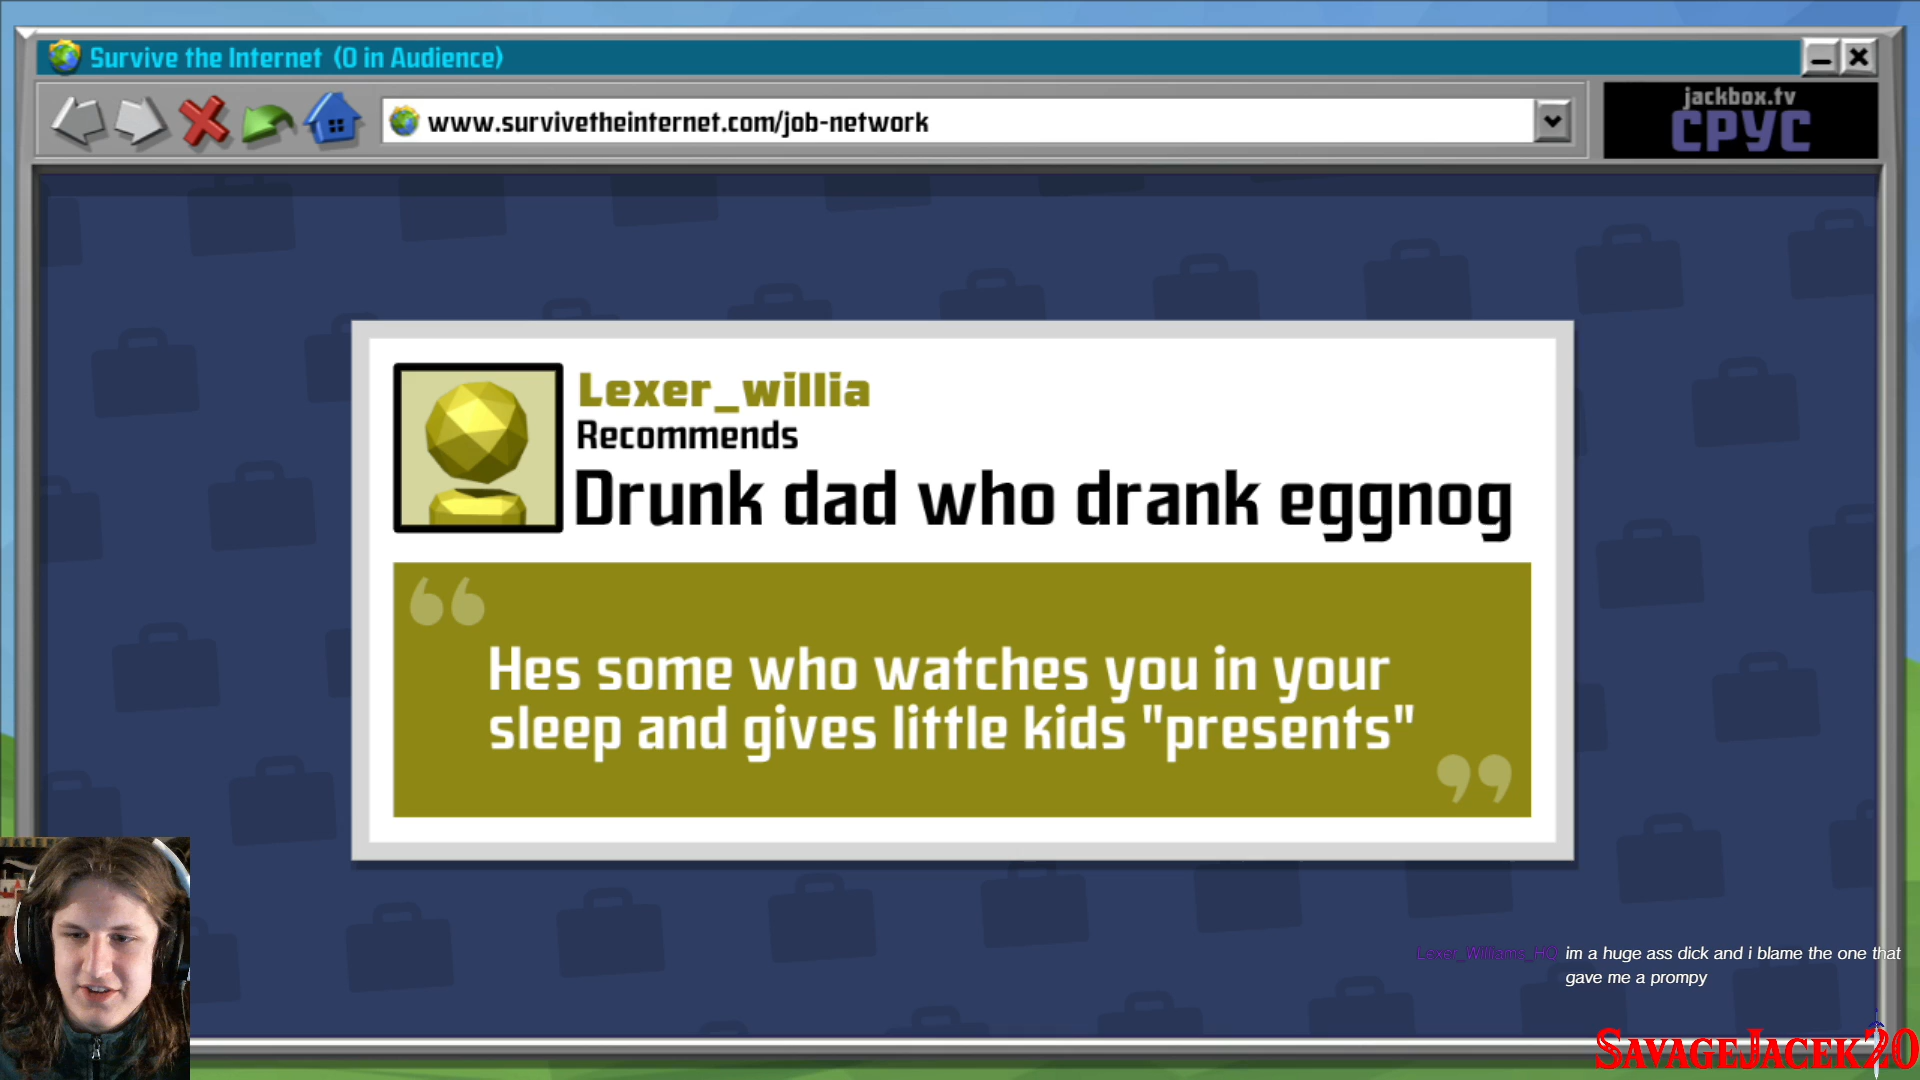 Survive the Internet (0 in Audience)
www.survivetheinternet.com/job-network
jackbox.tv
CPYC
Lexer_willia
Recommends
Drunk dad who drank eggnog
Hes some who watches you in your
sleep and gives little kids "presents"
Lexer_Williams_HQ im a huge ass dick and i blame the one that
gave me a prompy
SavageJacek20